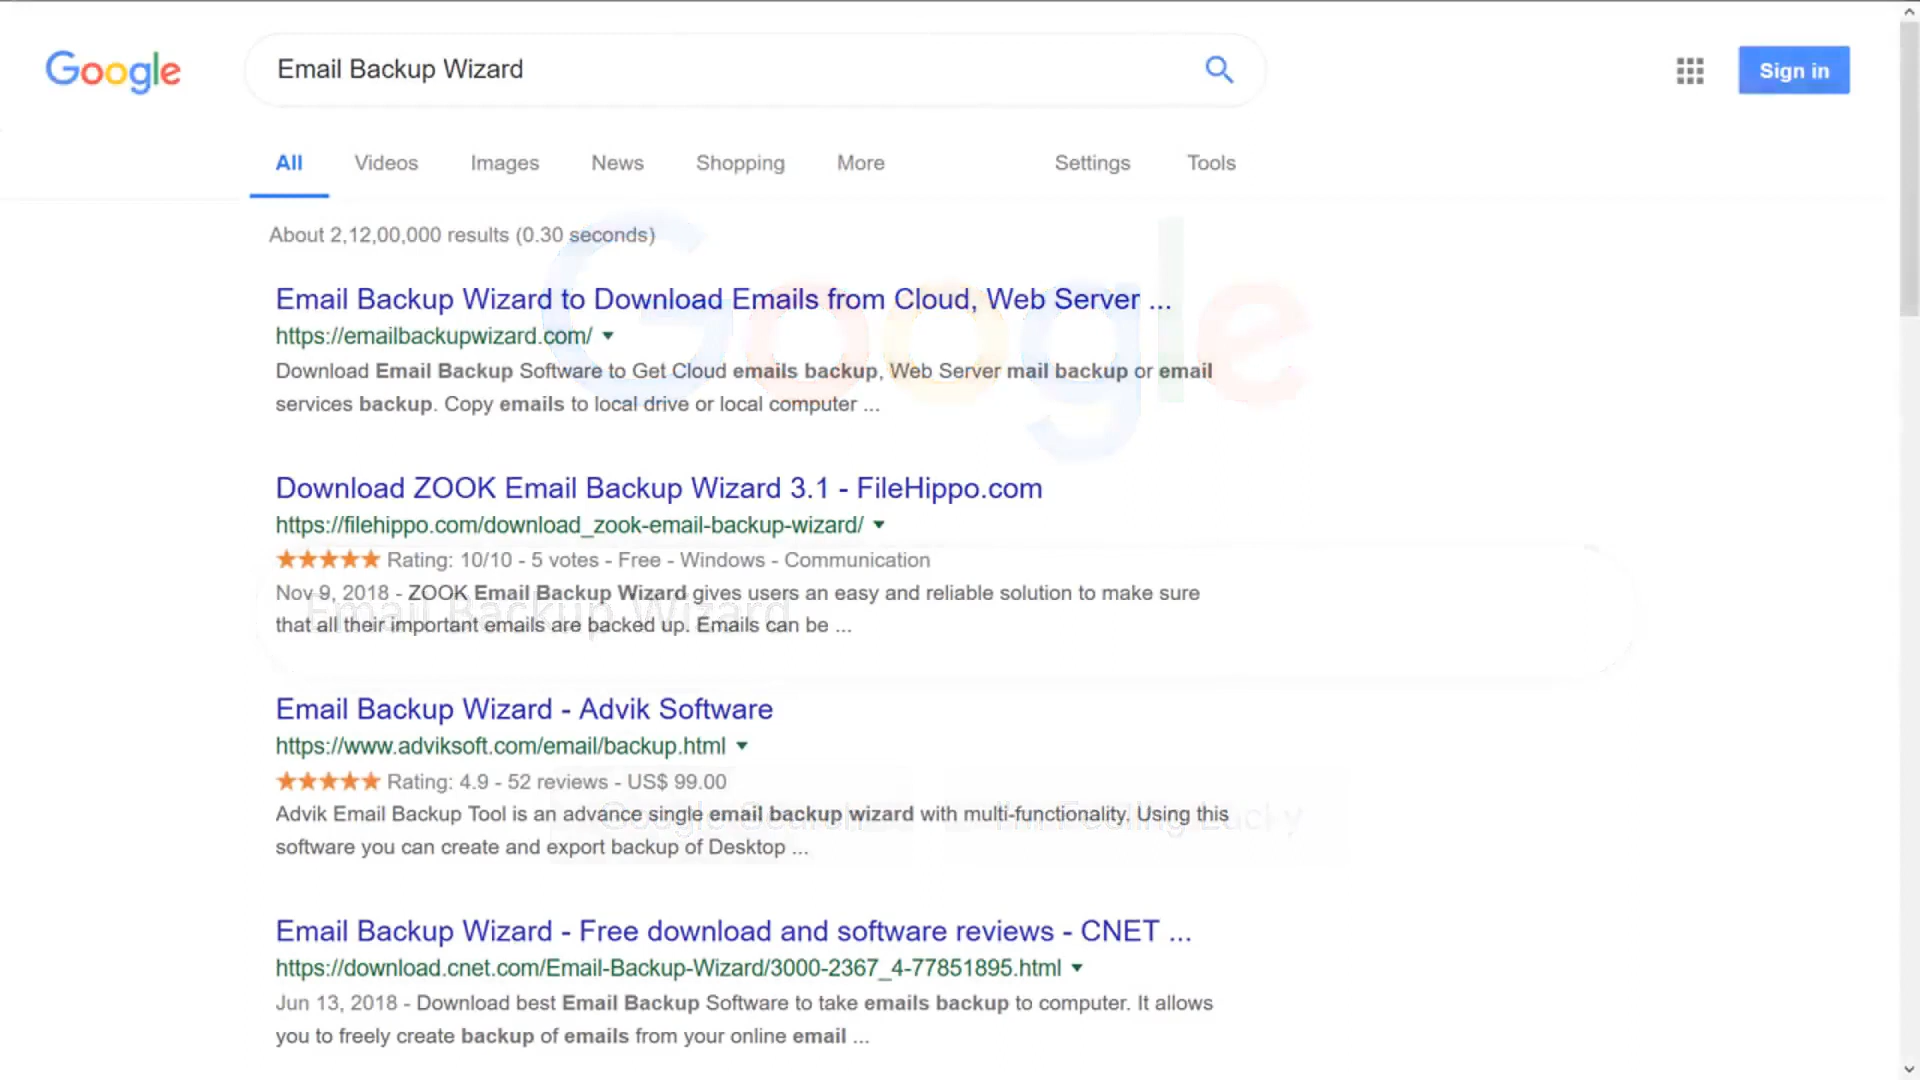 Google
Email Backup Wizard
Sign in
All Videos Images News Shopping More Settings Tools
About 2,12,00,000 results (0.30 seconds)
Google
Email Backup Wizard to Download Emails from Cloud, Web Server ...
https://emailbackupwizard.com/
Download Email Backup Software to Get Cloud emails backup, Web Server mail backup or email
services backup. Copy emails to local drive or local computer ...
Download ZOOK Email Backup Wizard 3.1 - FileHippo.com
https://filehippo.com/download_zook-email-backup-wizard/
Rating: 10/10 - 5 votes - Free - Windows - Communication
Nov 9, 2018 - ZOOK Email Backup Wizard gives users an easy and reliable solution to make sure
Email Backup Wizard
that all their important emails are backed up. Emails can be ...
Email Backup Wizard - Advik Software
https://www.adviksoft.com/email/backup.html
Rating: 4.9 - 52 reviews - US$ 99.00
Advik Email Backup Tool is an advance single email backup wizard with multi-functionality. Using this
Google Search I'm Feeling Lucky
software you can create and export backup of Desktop ...
Email Backup Wizard - Free download and software reviews - CNET ...
https://download.cnet.com/Email-Backup-Wizard/3000-2367_4-77851895.html
Jun 13, 2018 - Download best Email Backup Software to take emails backup to computer. It allows
you to freely create backup of emails from your online email ...